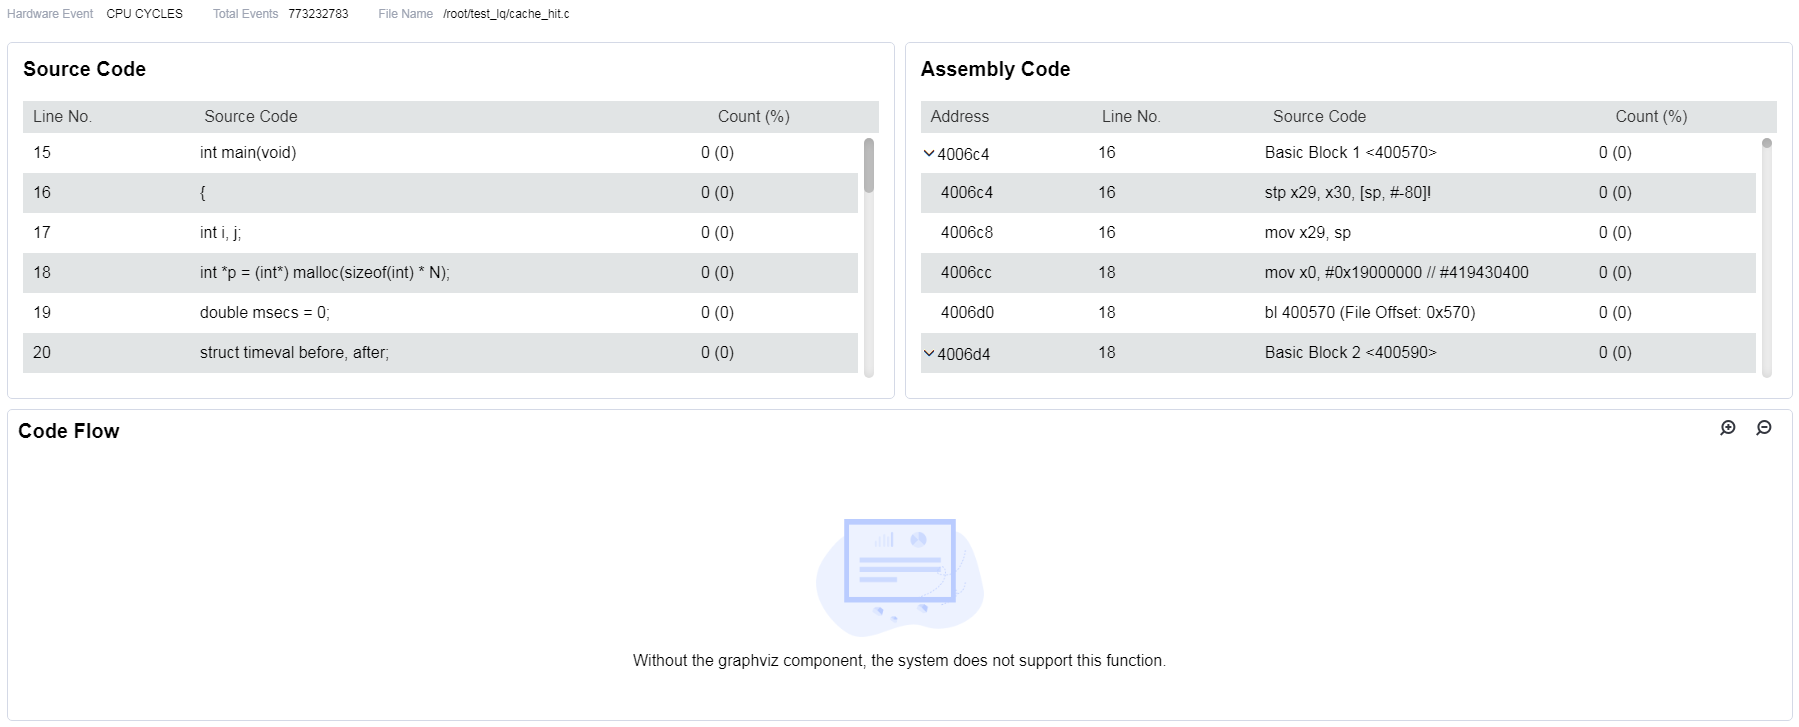 Hardware Event CPU CYCLES Total Events 773232783 File Name /root/test_lq/cache_hit.c
Source Code
Line No. Source Code Count (%)
15 int main(void) 0 (0)
16 { 0 (0)
17 int i, j; 0 (0)
18 int *p = (int*) malloc(sizeof(int) * N); 0 (0)
19 double msecs = 0; 0 (0)
20 struct timeval before, after; 0 (0)
Assembly Code
Address Line No. Source Code Count (%)
4006c4 16 Basic Block 1 <400570> 0 (0)
4006c4 16 stp x29, x30, [sp, #-80]! 0 (0)
4006c8 16 mov x29, sp 0 (0)
4006cc 18 mov x0, #0x19000000 // #419430400 0 (0)
4006d0 18 bl 400570 (File Offset: 0x570) 0 (0)
4006d4 18 Basic Block 2 <400590> 0 (0)
Code Flow
Without the graphviz component, the system does not support this function.